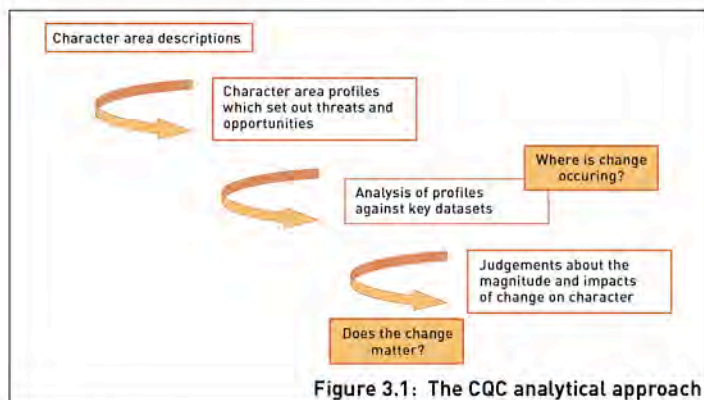 Character area descriptions
Character area profiles
which set out threats and
opportunities
Where is change
occuring?
Analysis of profiles
against key datasets
Judgements about the
magnitude and impacts
of change on character
Does the change
matter?
Figure 3.1: The CQC analytical approach